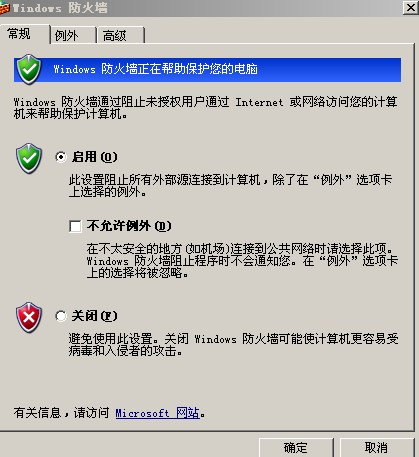 Windows 防火墙
常规 例外 高级
Windows 防火墙正在帮助保护您的电脑
Windows 防火墙通过阻止未授权用户通过 Internet 或网络访问您的计算
机来帮助保护计算机。
启用(O)
此设置阻止所有外部源连接到计算机，除了在“例外”选项卡
上选择的例外。
不允许例外(D)
在不太安全的地方(如机场)连接到公共网络时请选择此项。
Windows 防火墙阻止程序时不会通知您。在“例外”选项卡
上的选择将被忽略。
关闭(F)
避免使用此设置。关闭 Windows 防火墙可能使计算机更容易受
病毒和入侵者的攻击。
有关信息，请访问 Microsoft 网站。
确定 取消